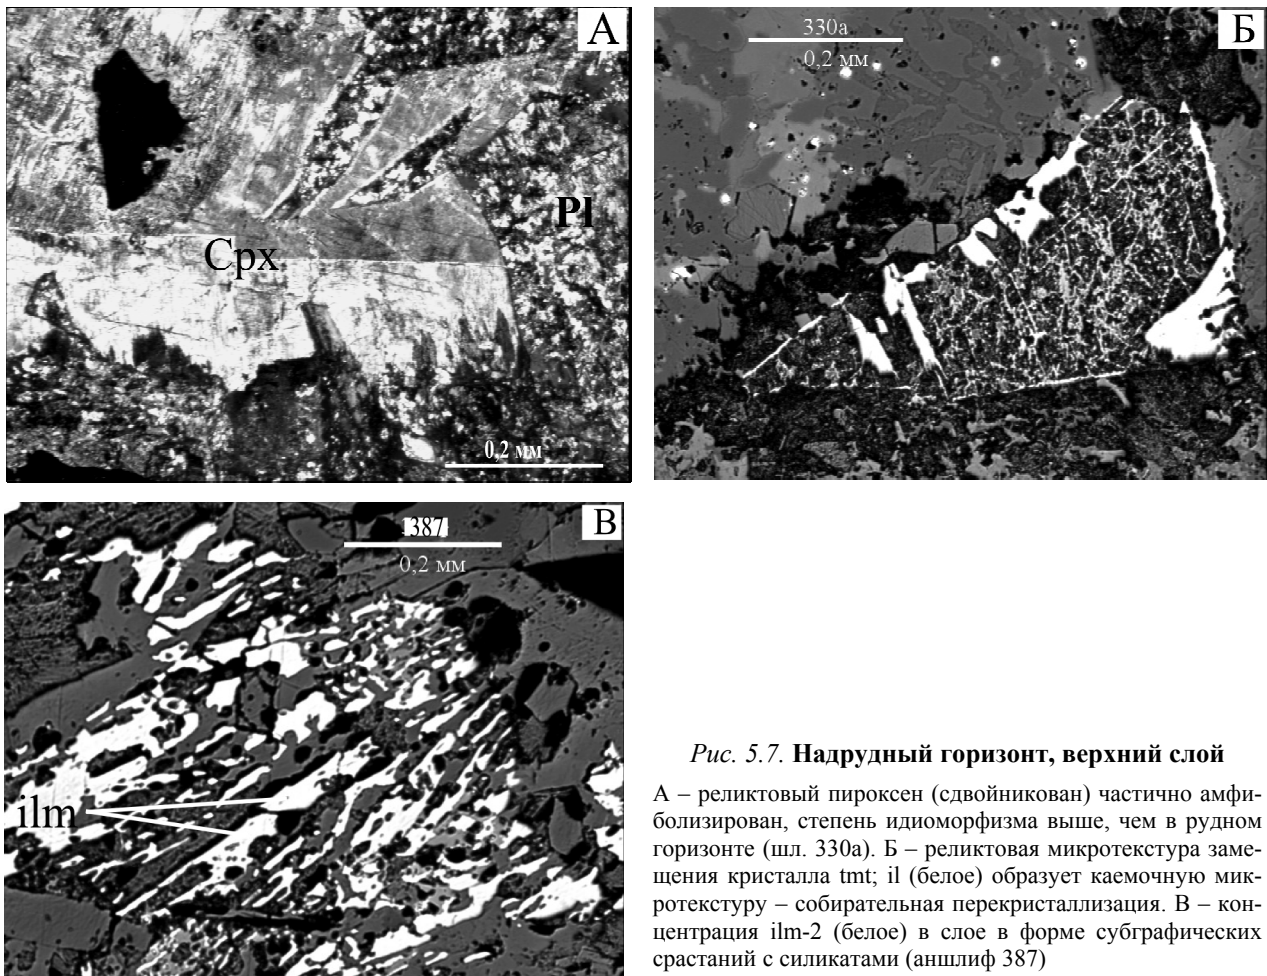 А
Cpx
Pl
0,2 мм
Б
330а
0,2 мм
В
387
0,2 мм
ilm
Рис. 5.7. Надрудный горизонт, верхний слой
А – реликтовый пироксен (сдвойникован) частично амфи-
болизирован, степень идиоморфизма выше, чем в рудном
горизонте (шл. 330а). Б – реликтовая микротекстура заме-
щения кристалла tmt; il (белое) образует каемочную мик-
ротекстуру – собирательная перекристаллизация. В – кон-
центрация ilm-2 (белое) в слое в форме субграфических
срастаний с силикатами (аншлиф 387)